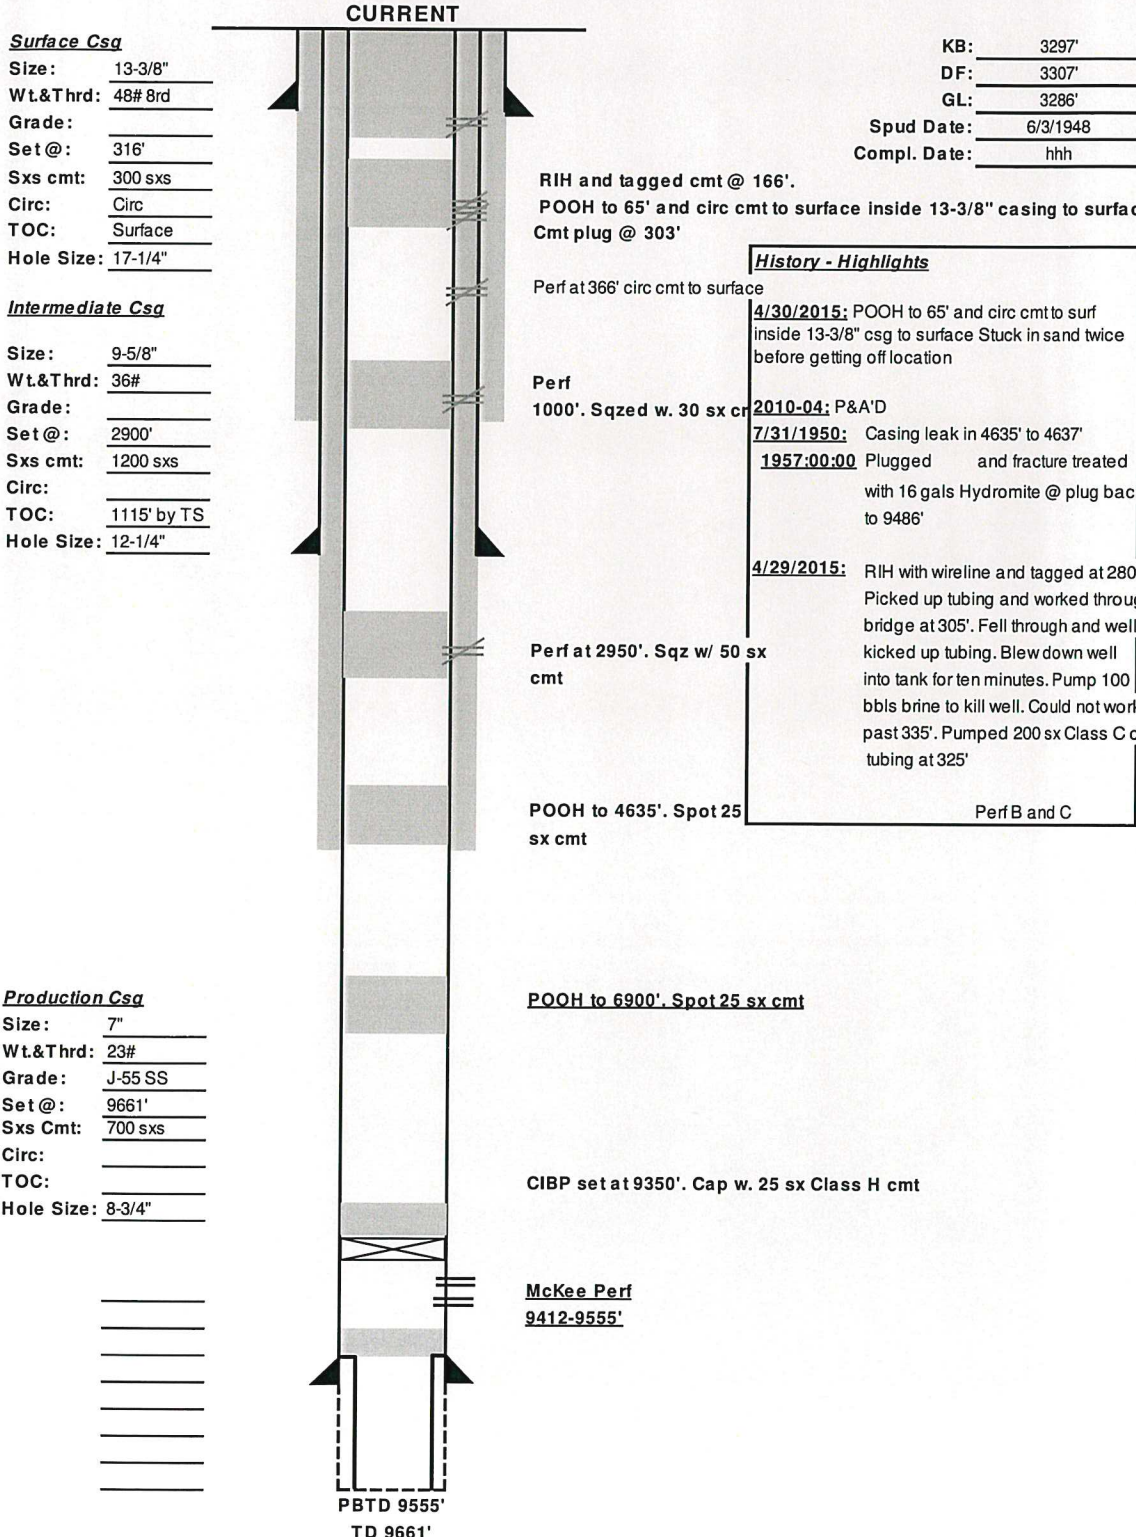 CURRENT
Surface Csg
Size: 13-3/8"
Wt.&Thrd: 48# 8rd
Grade:
Set @: 316'
Sxs cmt: 300 sxs
Circ: Circ
TOC: Surface
Hole Size: 17-1/4"
Intermediate Csg
Size: 9-5/8"
Wt.&Thrd: 36#
Grade:
Set @: 2900'
Sxs cmt: 1200 sxs
Circ:
TOC: 1115' by TS
Hole Size: 12-1/4"
Production Csg
Size: 7"
Wt.&Thrd: 23#
Grade: J-55 SS
Set @: 9661'
Sxs Cmt: 700 sxs
Circ:
TOC:
Hole Size: 8-3/4"
KB: 3297'
DF: 3307'
GL: 3286'
Spud Date: 6/3/1948
Compl. Date: hhh
RIH and tagged cmt @ 166'.
POOH to 65' and circ cmt to surface inside 13-3/8" casing to surfac
Cmt plug @ 303'
Perf at 366' circ cmt to surface
Perf
1000'. Sqzed w. 30 sx cm
Perf at 2950'. Sqz w/ 50 sx
cmt
POOH to 4635'. Spot 25
sx cmt
POOH to 6900'. Spot 25 sx cmt
CIBP set at 9350'. Cap w. 25 sx Class H cmt
McKee Perf
9412-9555'
PBTD 9555'
TD 9661'
History - Highlights
4/30/2015: POOH to 65' and circ cmt to surf
inside 13-3/8" csg to surface Stuck in sand twice
before getting off location
2010-04: P&A'D
7/31/1950: Casing leak in 4635' to 4637'
1957:00:00 Plugged and fracture treated
with 16 gals Hydromite @ plug bac
to 9486'
4/29/2015: RIH with wireline and tagged at 280
Picked up tubing and worked throug
bridge at 305'. Fell through and well
kicked up tubing. Blew down well
into tank for ten minutes. Pump 100
bbls brine to kill well. Could not work
past 335'. Pumped 200 sx Class C c
tubing at 325'
Perf B and C